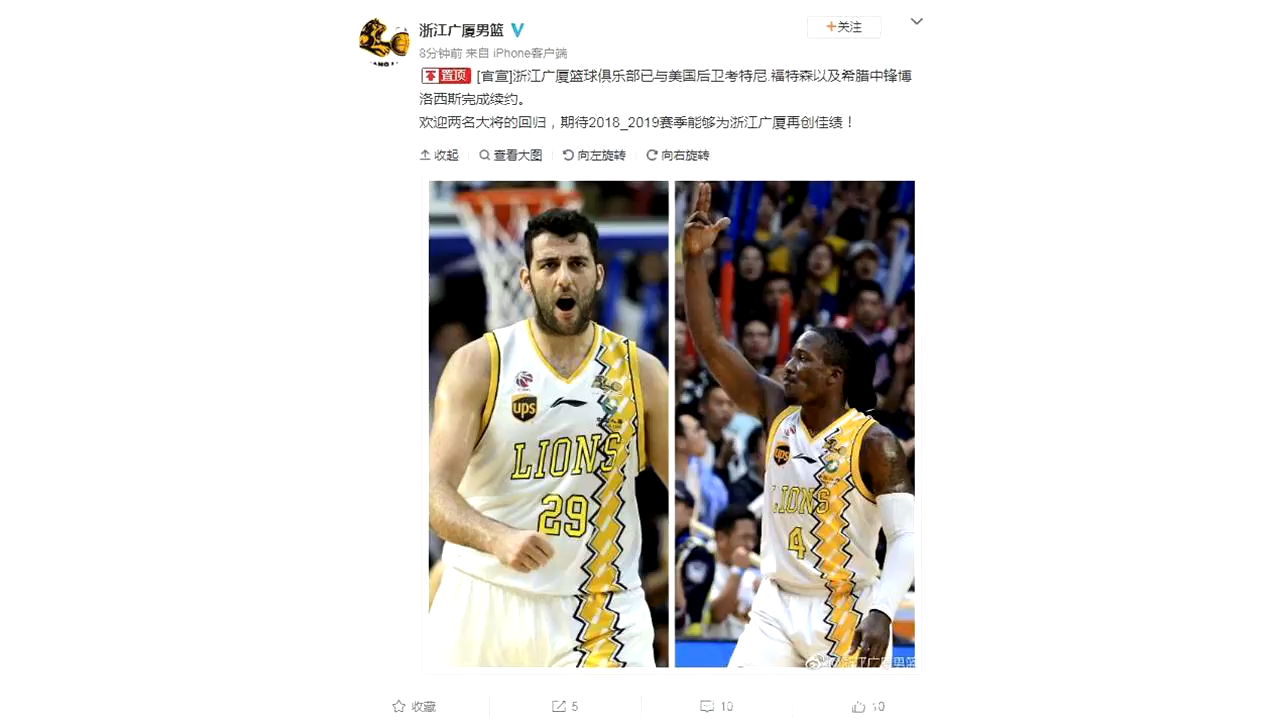 浙江广厦男篮
+关注
8分钟前 来自 iPhone客户端
置顶 [官宣]浙江广厦篮球俱乐部已与美国后卫考特尼.福特森以及希腊中锋博
洛西斯完成续约。
欢迎两名大将的回归，期待2018_2019赛季能够为浙江广厦再创佳绩！
收起 查看大图 向左旋转 向右旋转
ups
LIONS
29
ups
LIONS
4
浙江广厦男篮
收藏 5 10 10